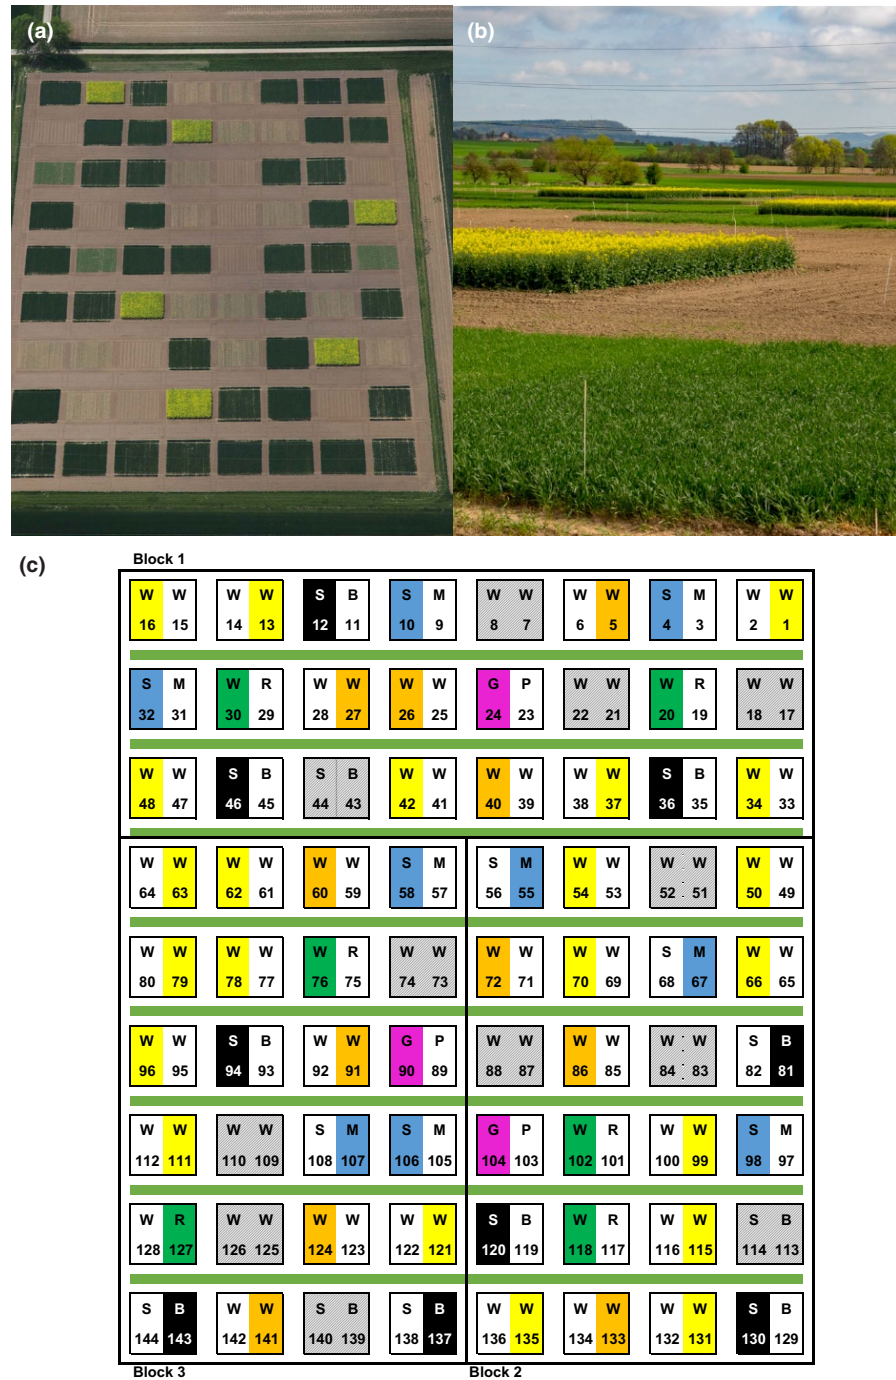 (a)
(b)
(c)
Block 1
W W W W S B S M W W W W S M W W
16 15 14 13 12 11 10 9 8 7 6 5 4 3 2 1
S M W R W W W W G P W W W R W W
32 31 30 29 28 27 26 25 24 23 22 21 20 19 18 17
W W S B S B W W W W W W S B W W
48 47 46 45 44 43 42 41 40 39 38 37 36 35 34 33
W W W W W W S M S M W W W W W W
64 63 62 61 60 59 58 57 56 55 54 53 52 51 50 49
W W W W W R W W W W W W S M W W
80 79 78 77 76 75 74 73 72 71 70 69 68 67 66 65
W W S B W W G P W W W W W W S B
96 95 94 93 92 91 90 89 88 87 86 85 84 83 82 81
W W W W S M S M G P W R W W S M
112 111 110 109 108 107 106 105 104 103 102 101 100 99 98 97
W R W W W W W W S B W R W W S B
128 127 126 125 124 123 122 121 120 119 118 117 116 115 114 113
S B W W S B S B W W W W W W S B
144 143 142 141 140 139 138 137 136 135 134 133 132 131 130 129
Block 3 Block 2